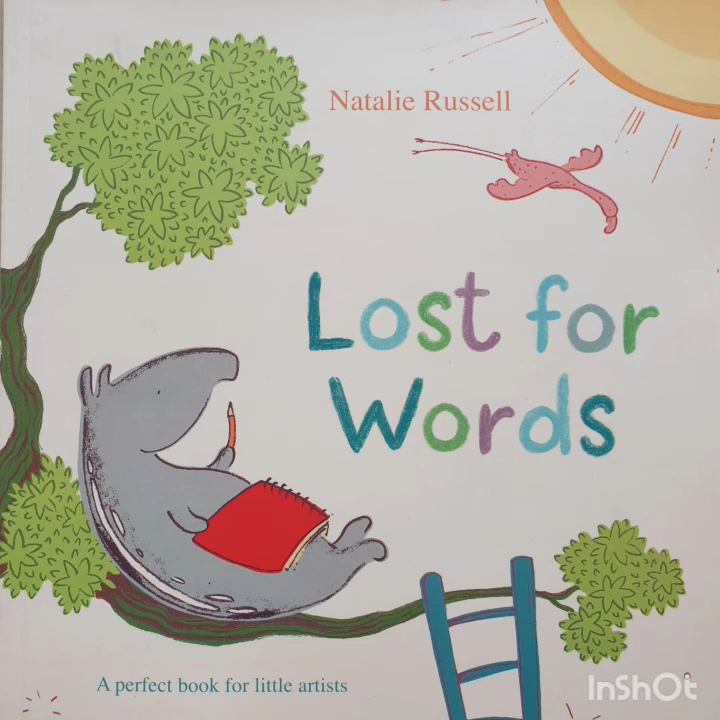 Natalie Russell
Lost for
Words
A perfect book for little artists
InShOt